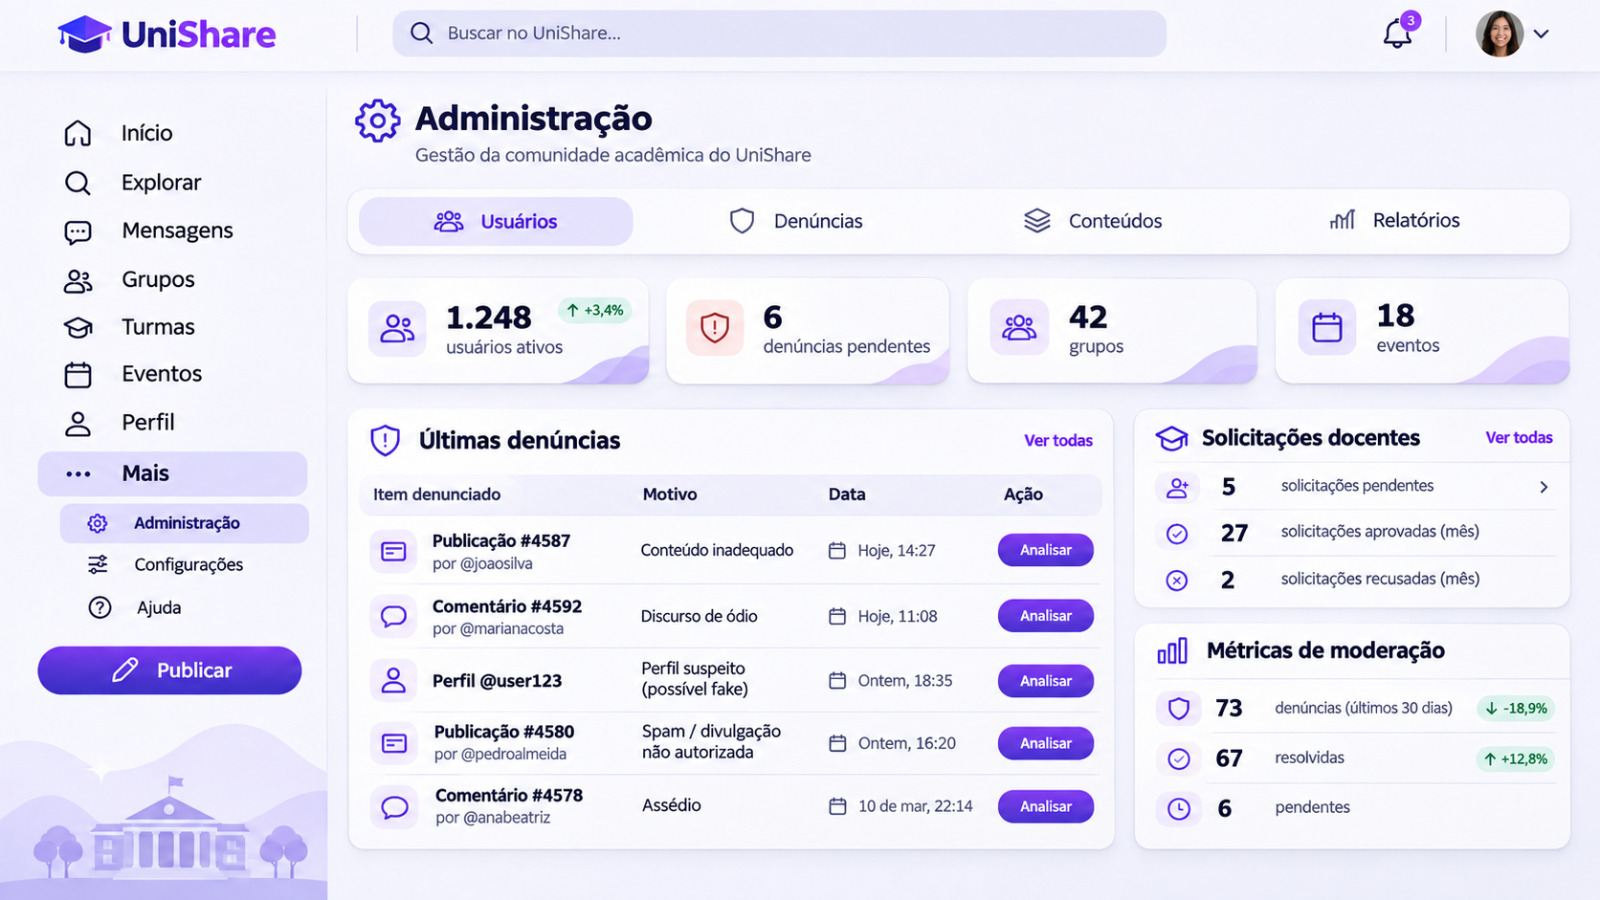 UniShare
Buscar no UniShare...
3
Início
Explorar
Mensagens
Grupos
Turmas
Eventos
Perfil
Mais
Administração
Configurações
Ajuda
Publicar
Administração
Gestão da comunidade acadêmica do UniShare
Usuários
Denúncias
Conteúdos
Relatórios
1.248
+3,4%
usuários ativos
6
denúncias pendentes
42
grupos
18
eventos
Últimas denúncias
Ver todas
Item denunciado Motivo Data Ação
Publicação #4587
por @joaosilva
Conteúdo inadequado
Hoje, 14:27
Analisar
Comentário #4592
por @marianacosta
Discurso de ódio
Hoje, 11:08
Analisar
Perfil @user123
Perfil suspeito
(possível fake)
Ontem, 18:35
Analisar
Publicação #4580
por @pedroalmeida
Spam / divulgação
não autorizada
Ontem, 16:20
Analisar
Comentário #4578
por @anabeatriz
Assédio
10 de mar, 22:14
Analisar
Solicitações docentes
Ver todas
5 solicitações pendentes
27 solicitações aprovadas (mês)
2 solicitações recusadas (mês)
Métricas de moderação
73 denúncias (últimos 30 dias) -18,9%
67 resolvidas +12,8%
6 pendentes